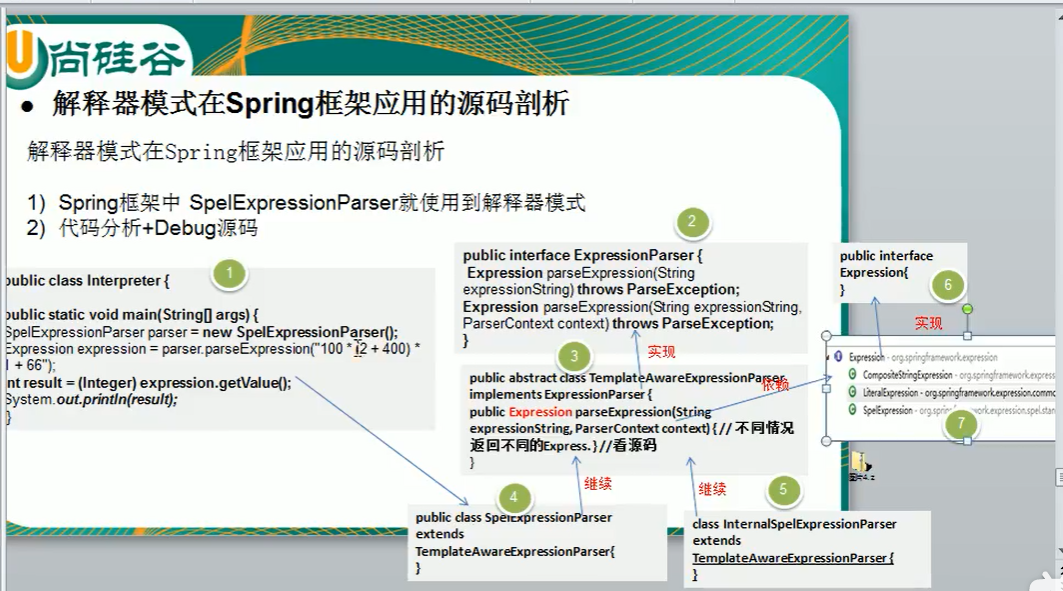 尚硅谷
● 解释器模式在Spring框架应用的源码剖析
解释器模式在Spring框架应用的源码剖析
1) Spring框架中 SpelExpressionParser就使用到解释器模式
2) 代码分析+Debug源码
1
public class Interpreter {
public static void main(String[] args) {
SpelExpressionParser parser = new SpelExpressionParser();
Expression expression = parser.parseExpression("100 * (2 + 400) *
1 + 66");
int result = (Integer) expression.getValue();
System.out.println(result);
}
2
public interface ExpressionParser {
Expression parseExpression(String
expressionString) throws ParseException;
Expression parseExpression(String expressionString,
ParserContext context) throws ParseException;
}
实现
3
public abstract class TemplateAwareExpressionParser
implements ExpressionParser {
public Expression parseExpression(String
expressionString, ParserContext context) { // 不同情况
返回不同的Express. } //看源码
}
依赖
继续
继续
4
public class SpelExpressionParser
extends
TemplateAwareExpressionParser{
}
5
class InternalSpelExpressionParser
extends
TemplateAwareExpressionParser {
}
public interface
Expression{
}
6
实现
Expression - org.springframework.expression
CompositeStringExpression - org.springframework.express
LiteralExpression - org.springframework.expression.commo
SpelExpression - org.springframework.expression.spel.stan
7